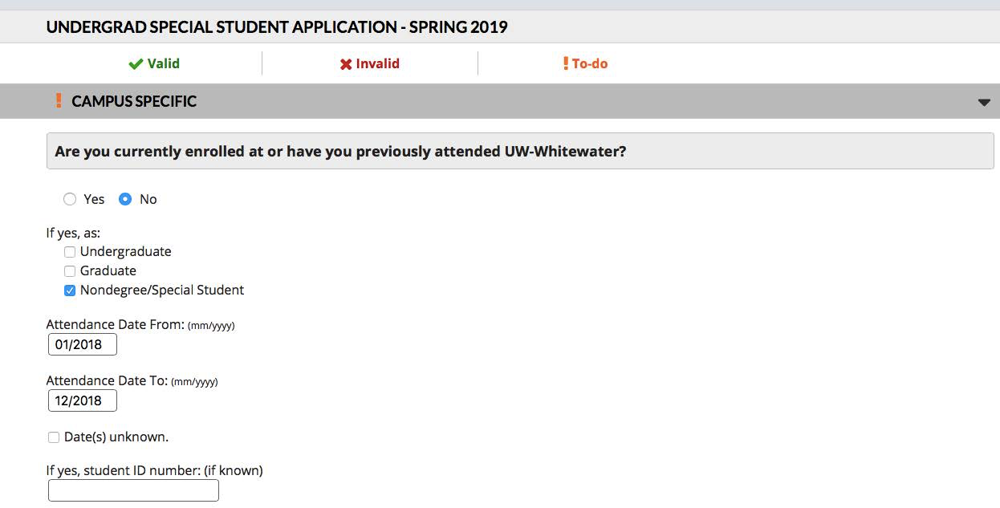 UNDERGRAD SPECIAL STUDENT APPLICATION - SPRING 2019
Valid Invalid To-do
CAMPUS SPECIFIC
Are you currently enrolled at or have you previously attended UW-Whitewater?
Yes No
If yes, as:
Undergraduate
Graduate
Nondegree/Special Student
Attendance Date From: (mm/yyyy)
01/2018
Attendance Date To: (mm/yyyy)
12/2018
Date(s) unknown.
If yes, student ID number: (if known)